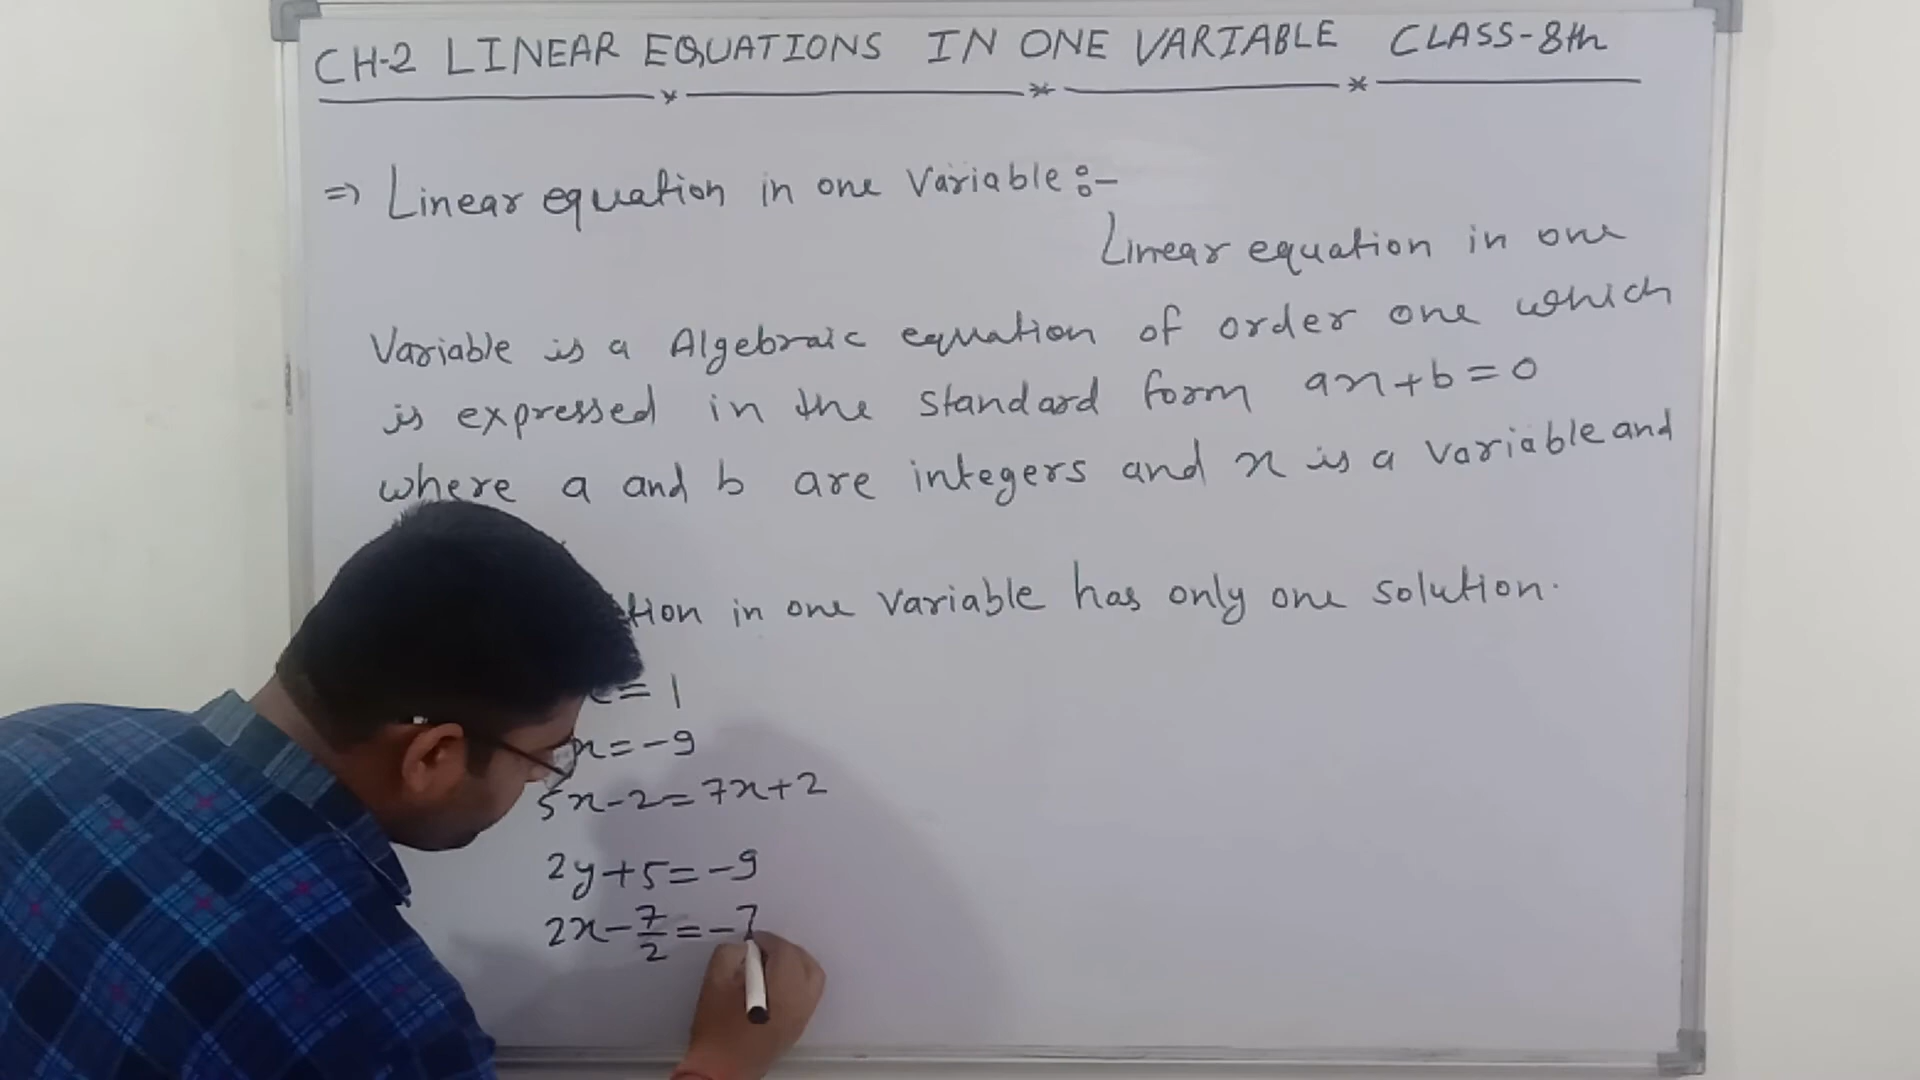 CH-2 LINEAR EQUATIONS IN ONE VARIABLE CLASS-8th
⇒ Linear equation in one Variable :-
Linear equation in one
Variable is a Algebraic equation of order one which
is expressed in the standard form ax+b=0
where a and b are integers and x is a variable and
tion in one variable has only one solution.
= 1
x=-9
5x-2=7x+2
2y+5=-9
2x-7/2=-7